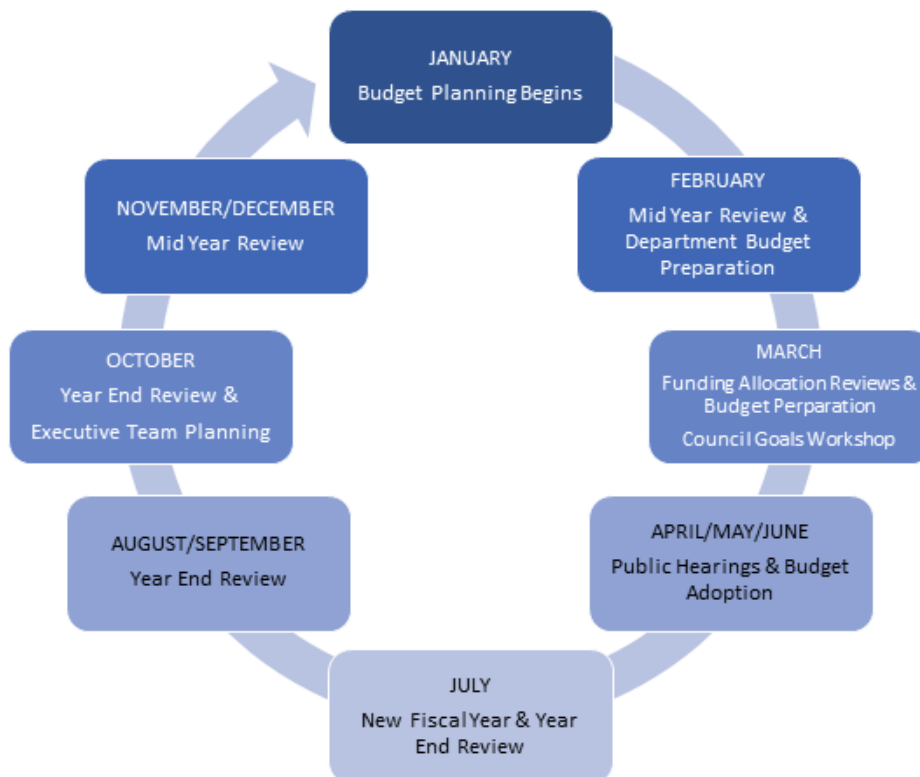 JANUARY
Budget Planning Begins
FEBRUARY
Mid Year Review &
Department Budget
Preparation
MARCH
Funding Allocation Reviews &
Budget Perparation
Council Goals Workshop
APRIL/MAY/JUNE
Public Hearings & Budget
Adoption
JULY
New Fiscal Year & Year
End Review
AUGUST/SEPTEMBER
Year End Review
OCTOBER
Year End Review &
Executive Team Planning
NOVEMBER/DECEMBER
Mid Year Review